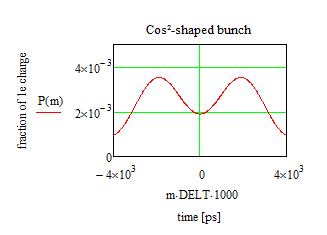 Cos²-shaped bunch
fraction of 1e charge
P(m)
4×10⁻³
2×10⁻³
0
−4×10³
0
4×10³
m·DELT·1000
time [ps]